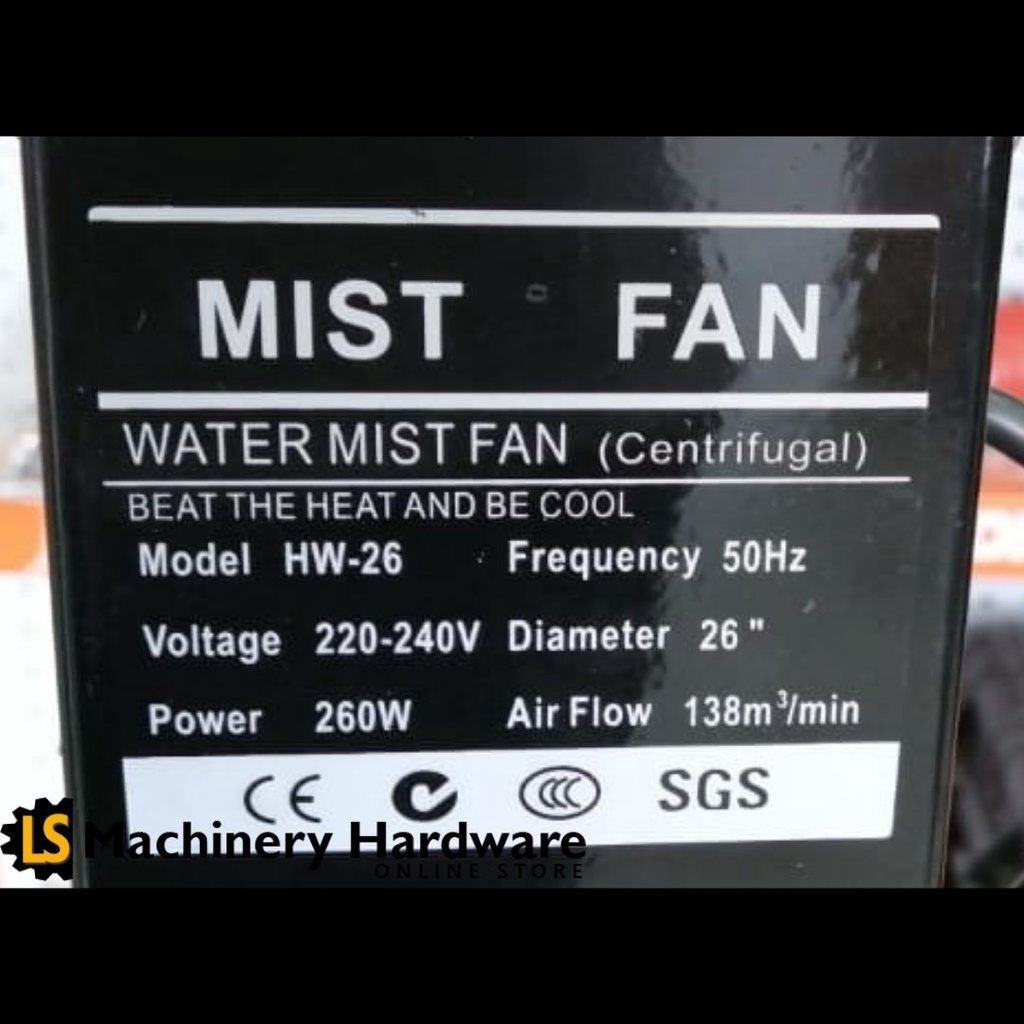 MIST FAN
WATER MIST FAN (Centrifugal)
BEAT THE HEAT AND BE COOL
Model HW-26 Frequency 50Hz
Voltage 220-240V Diameter 26"
Power 260W Air Flow 138m³/min
CE SGS
LS Machinery Hardware
ONLINE STORE